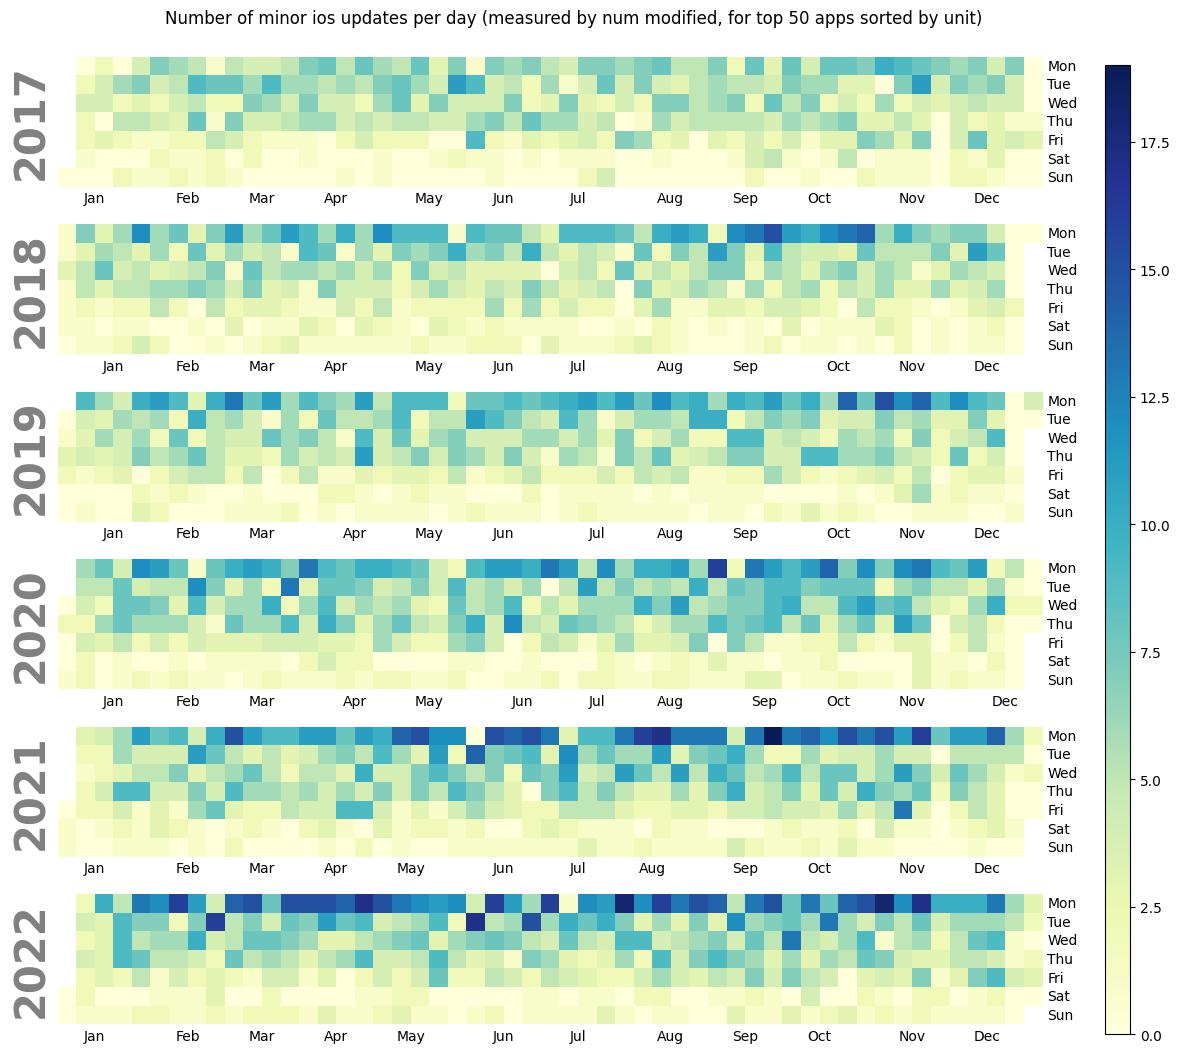 Number of minor ios updates per day (measured by num modified, for top 50 apps sorted by unit)
2017
Mon
Tue
Wed
Thu
Fri
Sat
Sun
Jan Feb Mar Apr May Jun Jul Aug Sep Oct Nov Dec
2018
Mon
Tue
Wed
Thu
Fri
Sat
Sun
Jan Feb Mar Apr May Jun Jul Aug Sep Oct Nov Dec
2019
Mon
Tue
Wed
Thu
Fri
Sat
Sun
Jan Feb Mar Apr May Jun Jul Aug Sep Oct Nov Dec
2020
Mon
Tue
Wed
Thu
Fri
Sat
Sun
Jan Feb Mar Apr May Jun Jul Aug Sep Oct Nov Dec
2021
Mon
Tue
Wed
Thu
Fri
Sat
Sun
Jan Feb Mar Apr May Jun Jul Aug Sep Oct Nov Dec
2022
Mon
Tue
Wed
Thu
Fri
Sat
Sun
Jan Feb Mar Apr May Jun Jul Aug Sep Oct Nov Dec
17.5
15.0
12.5
10.0
7.5
5.0
2.5
0.0